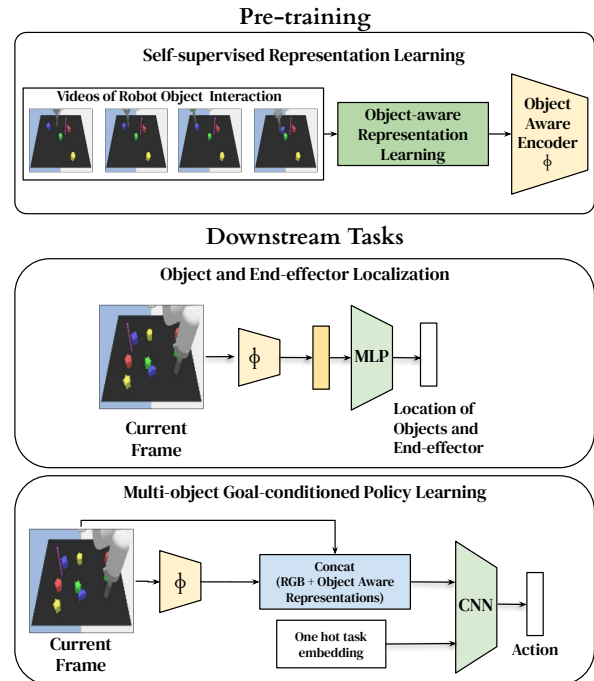 Pre-training
Self-supervised Representation Learning
Videos of Robot Object Interaction
Object-aware
Representation
Learning
Object
Aware
Encoder
ϕ
Downstream Tasks
Object and End-effector Localization
ϕ
MLP
Current
Frame
Location of
Objects and
End-effector
Multi-object Goal-conditioned Policy Learning
ϕ
Concat
(RGB + Object Aware
Representations)
CNN
One hot task
embedding
Action
Current
Frame